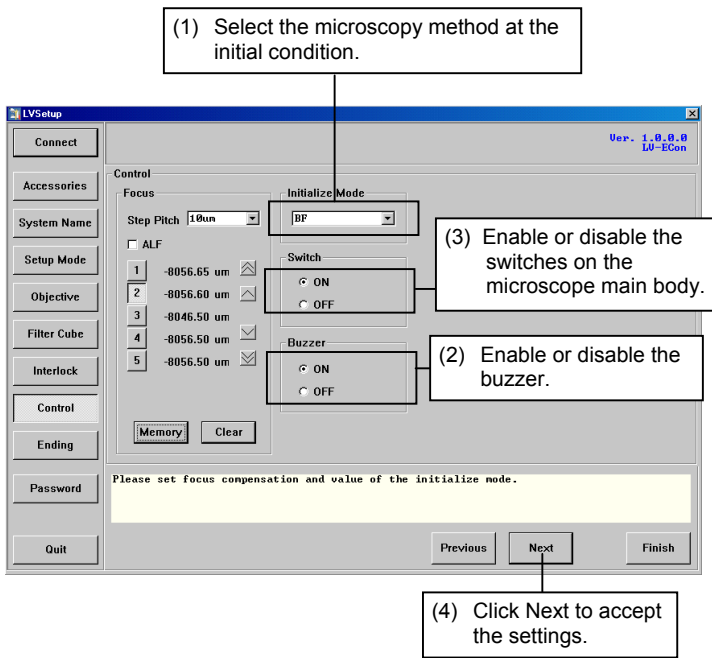 (1) Select the microscopy method at the
initial condition.
LVSetup
Connect
Ver. 1.0.0.0
LV-ECon
Accessories
System Name
Setup Mode
Objective
Filter Cube
Interlock
Control
Ending
Password
Quit
Control
Focus
Step Pitch 10um
ALF
1 -8056.65 um
2 -8056.60 um
3 -8046.50 um
4 -8056.50 um
5 -8056.50 um
Memory Clear
Initialize Mode
BF
Switch
ON
OFF
Buzzer
ON
OFF
(3) Enable or disable the
switches on the
microscope main body.
(2) Enable or disable the
buzzer.
Please set focus compensation and value of the initialize mode.
Previous Next Finish
(4) Click Next to accept
the settings.